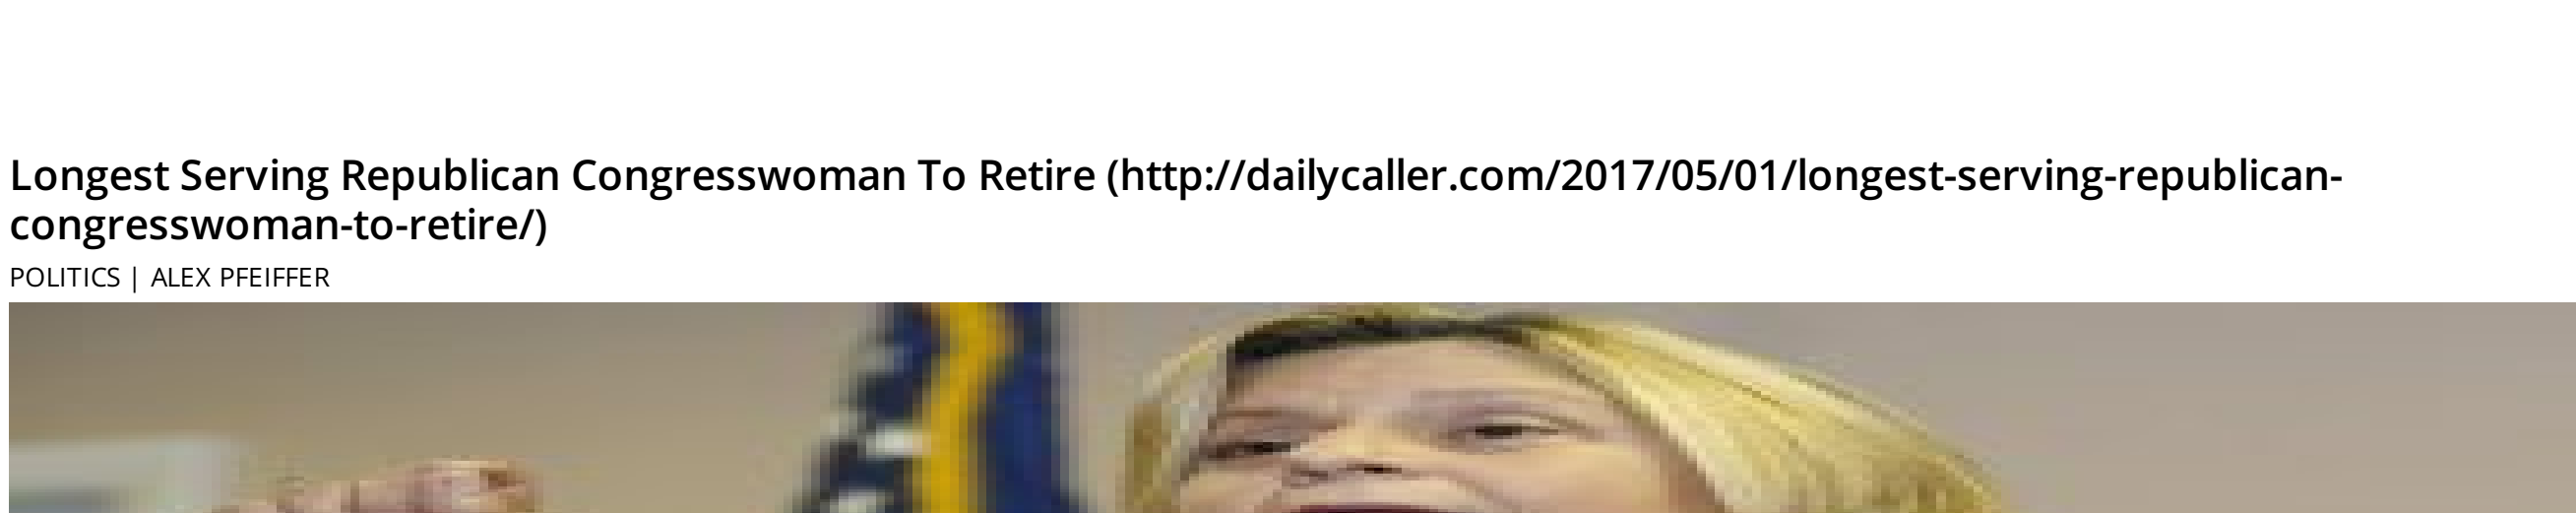 Longest Serving Republican Congresswoman To Retire (http://dailycaller.com/2017/05/01/longest-serving-republican-
congresswoman-to-retire/)
POLITICS | ALEX PFEIFFER